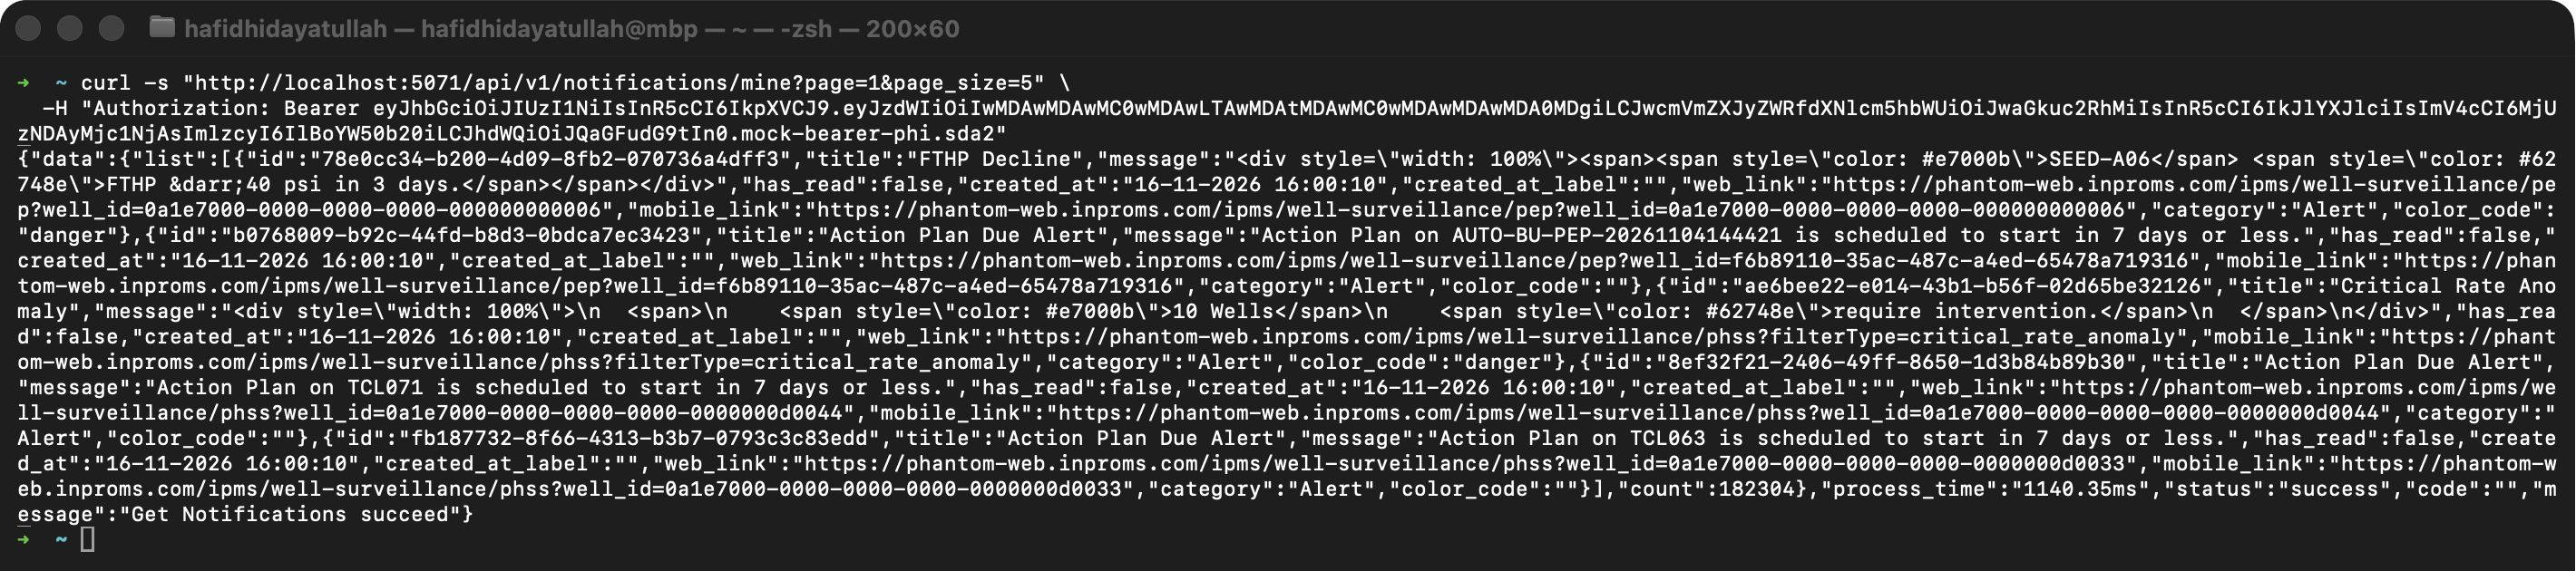 hafidhidayatullah — hafidhidayatullah@mbp — ~ — -zsh — 200×60
➜  ~ curl -s "http://localhost:5071/api/v1/notifications/mine?page=1&page_size=5" \
  -H "Authorization: Bearer eyJhbGciOiJIUzI1NiIsInR5cCI6IkpXVCJ9.eyJzdWIiOiIwMDAwMDAwMC0wMDAwLTAwMDAtMDAwMC0wMDAwMDAwMDA0MDgiLCJwcmVmZXJyZWRfdXNlcm5hbWUiOiJwaGkuc2RhMiIsInR5cCI6IkJlYXJlciIsImV4cCI6MjU
zNDAyMjc1NjAsImlzcyI6IlBoYW50b20iLCJhdWQiOiJQaGFudG9tIn0.mock-bearer-phi.sda2"
{"data":{"list":[{"id":"78e0cc34-b200-4d09-8fb2-070736a4dff3","title":"FTHP Decline","message":"<div style=\"width: 100%\"><span><span style=\"color: #e7000b\">SEED-A06</span> <span style=\"color: #62
748e\">FTHP &darr;40 psi in 3 days.</span></span></div>","has_read":false,"created_at":"16-11-2026 16:00:10","created_at_label":"","web_link":"https://phantom-web.inproms.com/ipms/well-surveillance/pe
p?well_id=0a1e7000-0000-0000-0000-000000000006","mobile_link":"https://phantom-web.inproms.com/ipms/well-surveillance/pep?well_id=0a1e7000-0000-0000-0000-000000000006","category":"Alert","color_code":
"danger"},{"id":"b0768009-b92c-44fd-b8d3-0bdca7ec3423","title":"Action Plan Due Alert","message":"Action Plan on AUTO-BU-PEP-20261104144421 is scheduled to start in 7 days or less.","has_read":false,"
created_at":"16-11-2026 16:00:10","created_at_label":"","web_link":"https://phantom-web.inproms.com/ipms/well-surveillance/pep?well_id=f6b89110-35ac-487c-a4ed-65478a719316","mobile_link":"https://phan
tom-web.inproms.com/ipms/well-surveillance/pep?well_id=f6b89110-35ac-487c-a4ed-65478a719316","category":"Alert","color_code":""},{"id":"ae6bee22-e014-43b1-b56f-02d65be32126","title":"Critical Rate Ano
maly","message":"<div style=\"width: 100%\">\n  <span>\n    <span style=\"color: #e7000b\">10 Wells</span>\n    <span style=\"color: #62748e\">require intervention.</span>\n  </span>\n</div>","has_rea
d":false,"created_at":"16-11-2026 16:00:10","created_at_label":"","web_link":"https://phantom-web.inproms.com/ipms/well-surveillance/phss?filterType=critical_rate_anomaly","mobile_link":"https://phant
om-web.inproms.com/ipms/well-surveillance/phss?filterType=critical_rate_anomaly","category":"Alert","color_code":"danger"},{"id":"8ef32f21-2406-49ff-8650-1d3b84b89b30","title":"Action Plan Due Alert",
"message":"Action Plan on TCL071 is scheduled to start in 7 days or less.","has_read":false,"created_at":"16-11-2026 16:00:10","created_at_label":"","web_link":"https://phantom-web.inproms.com/ipms/we
ll-surveillance/phss?well_id=0a1e7000-0000-0000-0000-0000000d0044","mobile_link":"https://phantom-web.inproms.com/ipms/well-surveillance/phss?well_id=0a1e7000-0000-0000-0000-0000000d0044","category":"
Alert","color_code":""},{"id":"fb187732-8f66-4313-b3b7-0793c3c83edd","title":"Action Plan Due Alert","message":"Action Plan on TCL063 is scheduled to start in 7 days or less.","has_read":false,"create
d_at":"16-11-2026 16:00:10","created_at_label":"","web_link":"https://phantom-web.inproms.com/ipms/well-surveillance/phss?well_id=0a1e7000-0000-0000-0000-0000000d0033","mobile_link":"https://phantom-w
eb.inproms.com/ipms/well-surveillance/phss?well_id=0a1e7000-0000-0000-0000-0000000d0033","category":"Alert","color_code":""}],"count":182304},"process_time":"1140.35ms","status":"success","code":"","m
essage":"Get Notifications succeed"}
➜  ~